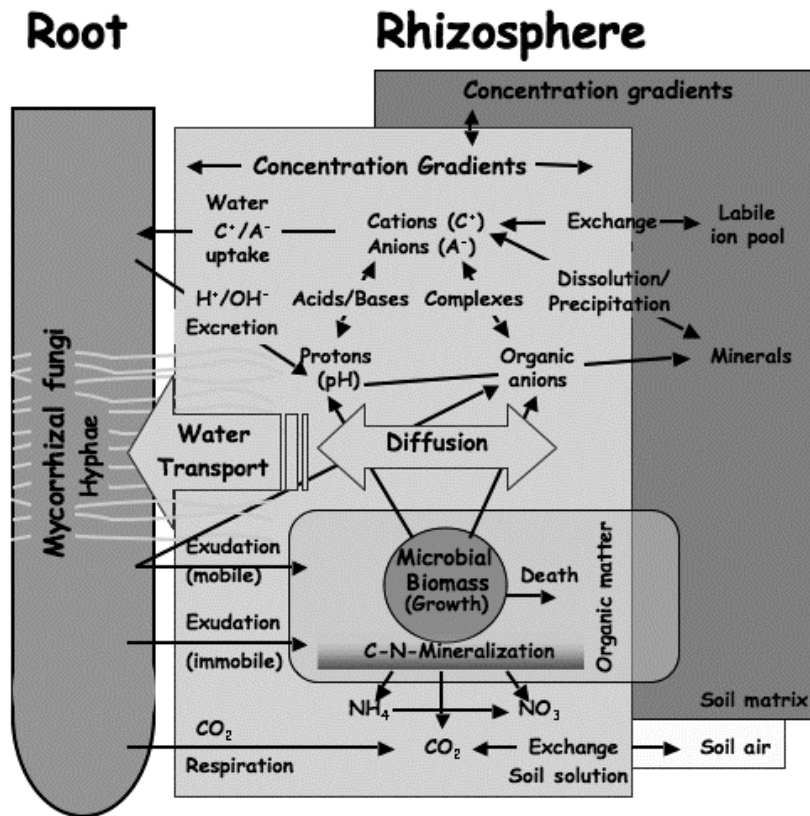 Root
Rhizosphere
Concentration gradients
Concentration Gradients
Water
C⁺/A⁻
uptake
Cations (C⁺)
Anions (A⁻)
Exchange
Labile
ion pool
Dissolution/
Precipitation
H⁺/OH⁻
Excretion
Acids/Bases
Complexes
Protons
(pH)
Organic
anions
Minerals
Mycorrhizal fungi
Hyphae
Water
Transport
Diffusion
Exudation
(mobile)
Microbial
Biomass
(Growth)
Death
Organic matter
Exudation
(immobile)
C-N-Mineralization
NH₄
NO₃
Soil matrix
CO₂
Respiration
CO₂
Exchange
Soil air
Soil solution